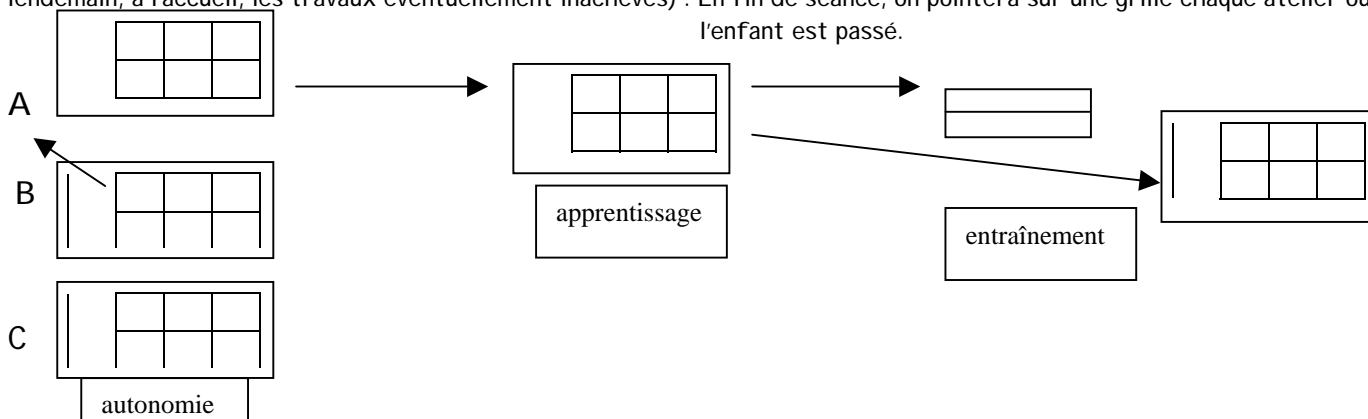 lendemain, à l'accueil, les travaux éventuellement inachevés) . En fin de séance, on pointera sur une grille chaque atelier où
l'enfant est passé.
A
B
apprentissage
entraînement
C
autonomie